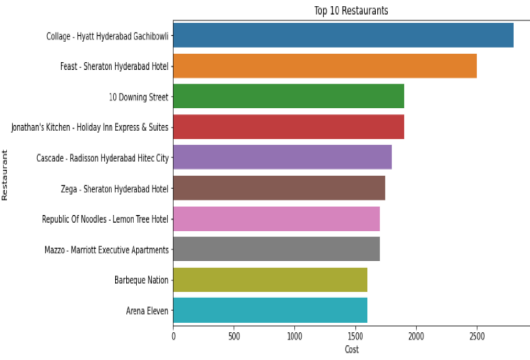 Top 10 Restaurants
Restaurant
Collage - Hyatt Hyderabad Gachibowli
Feast - Sheraton Hyderabad Hotel
10 Downing Street
Jonathan's Kitchen - Holiday Inn Express & Suites
Cascade - Radisson Hyderabad Hitec City
Zega - Sheraton Hyderabad Hotel
Republic Of Noodles - Lemon Tree Hotel
Mazzo - Marriott Executive Apartments
Barbeque Nation
Arena Eleven
0 500 1000 1500 2000 2500
Cost